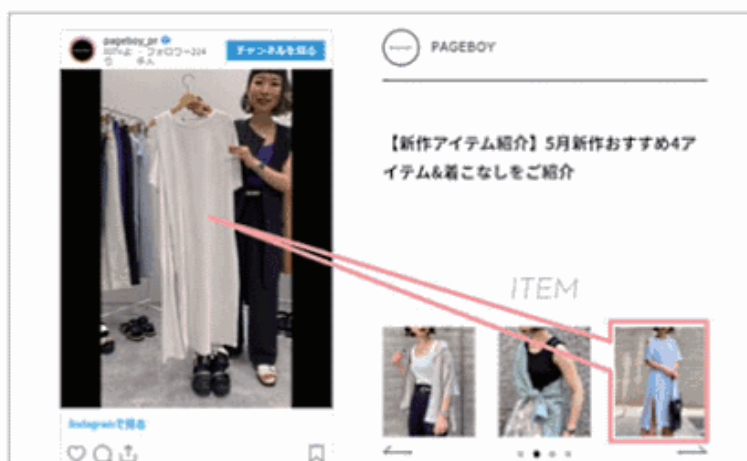 pageboy_pr
チャンネルを見る
Instagramで見る
PAGEBOY
【新作アイテム紹介】5月新作おすすめ4ア
イテム&着こなしをご紹介
ITEM